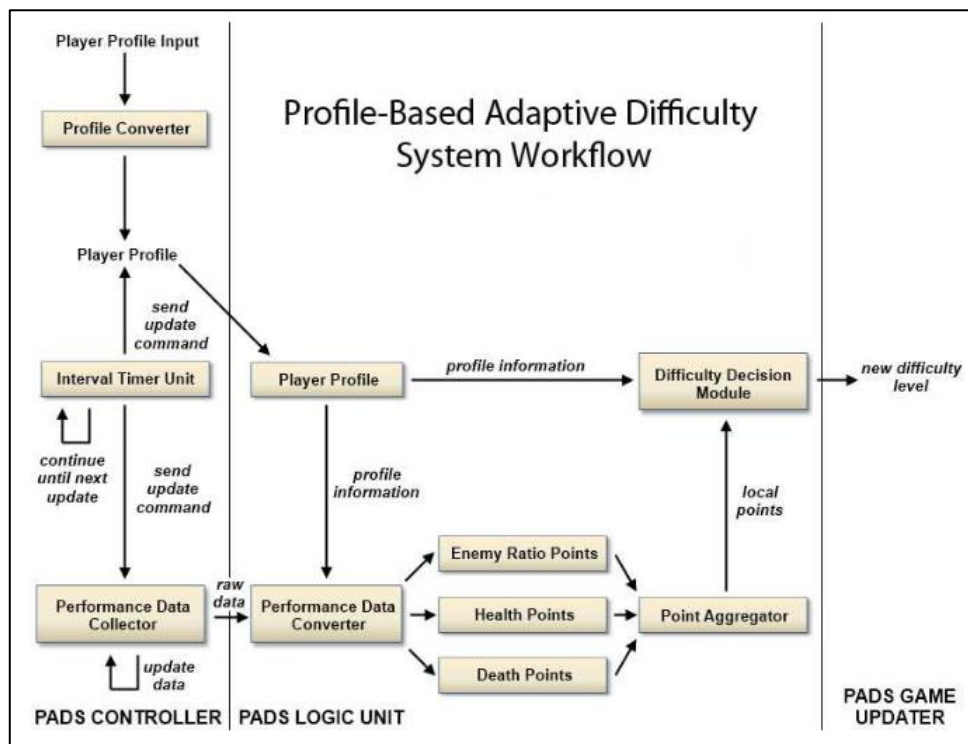 Player Profile Input
Profile-Based Adaptive Difficulty
System Workflow
Profile Converter
Player Profile
send
update
command
Interval Timer Unit
Player Profile
profile information
Difficulty Decision
Module
new difficulty
level
continue
until next
update
send
update
command
profile
information
local
points
Enemy Ratio Points
Performance Data
Collector
raw
data
Performance Data
Converter
Health Points
Point Aggregator
Death Points
update
data
PADS CONTROLLER
PADS LOGIC UNIT
PADS GAME
UPDATER